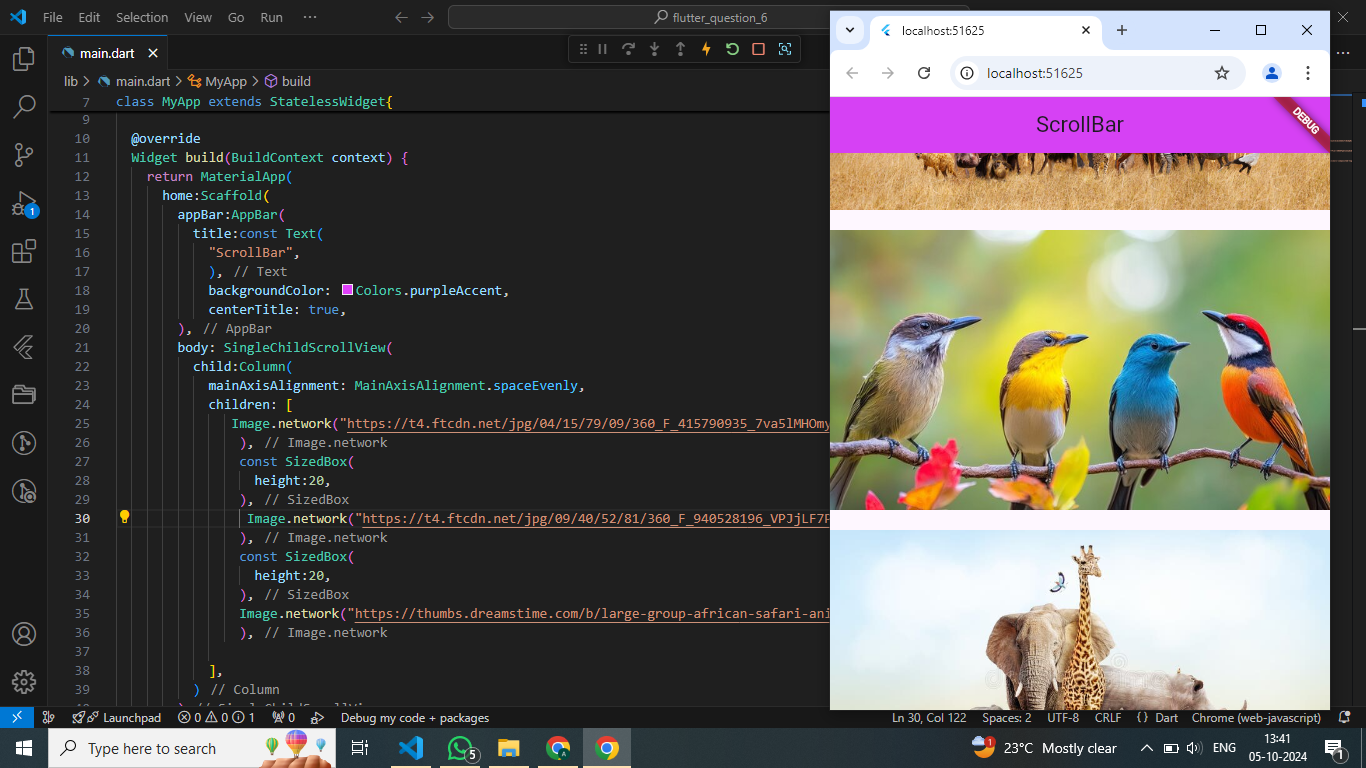 File Edit Selection View Go Run ··· flutter_question_6
main.dart
lib > main.dart > MyApp > build
7 class MyApp extends StatelessWidget{
9
10 @override
11 Widget build(BuildContext context) {
12 return MaterialApp(
13 home:Scaffold(
14 appBar:AppBar(
15 title:const Text(
16 "ScrollBar",
17 ), // Text
18 backgroundColor: Colors.purpleAccent,
19 centerTitle: true,
20 ), // AppBar
21 body: SingleChildScrollView(
22 child:Column(
23 mainAxisAlignment: MainAxisAlignment.spaceEvenly,
24 children: [
25 Image.network("https://t4.ftcdn.net/jpg/04/15/79/09/360_F_415790935_7va5lMHOmy
26 ), // Image.network
27 const SizedBox(
28 height:20,
29 ), // SizedBox
30 Image.network("https://t4.ftcdn.net/jpg/09/40/52/81/360_F_940528196_VPJjLF7P
31 ), // Image.network
32 const SizedBox(
33 height:20,
34 ), // SizedBox
35 Image.network("https://thumbs.dreamstime.com/b/large-group-african-safari-ani
36 ), // Image.network
37
38 ],
39 ) // Column
1
localhost:51625
localhost:51625
ScrollBar
DEBUG
Launchpad 0 0 1 0 Debug my code + packages Ln 30, Col 122 Spaces: 2 UTF-8 CRLF {} Dart Chrome (web-javascript)
Type here to search 5 1 23°C Mostly clear ENG 13:41
05-10-2024 1